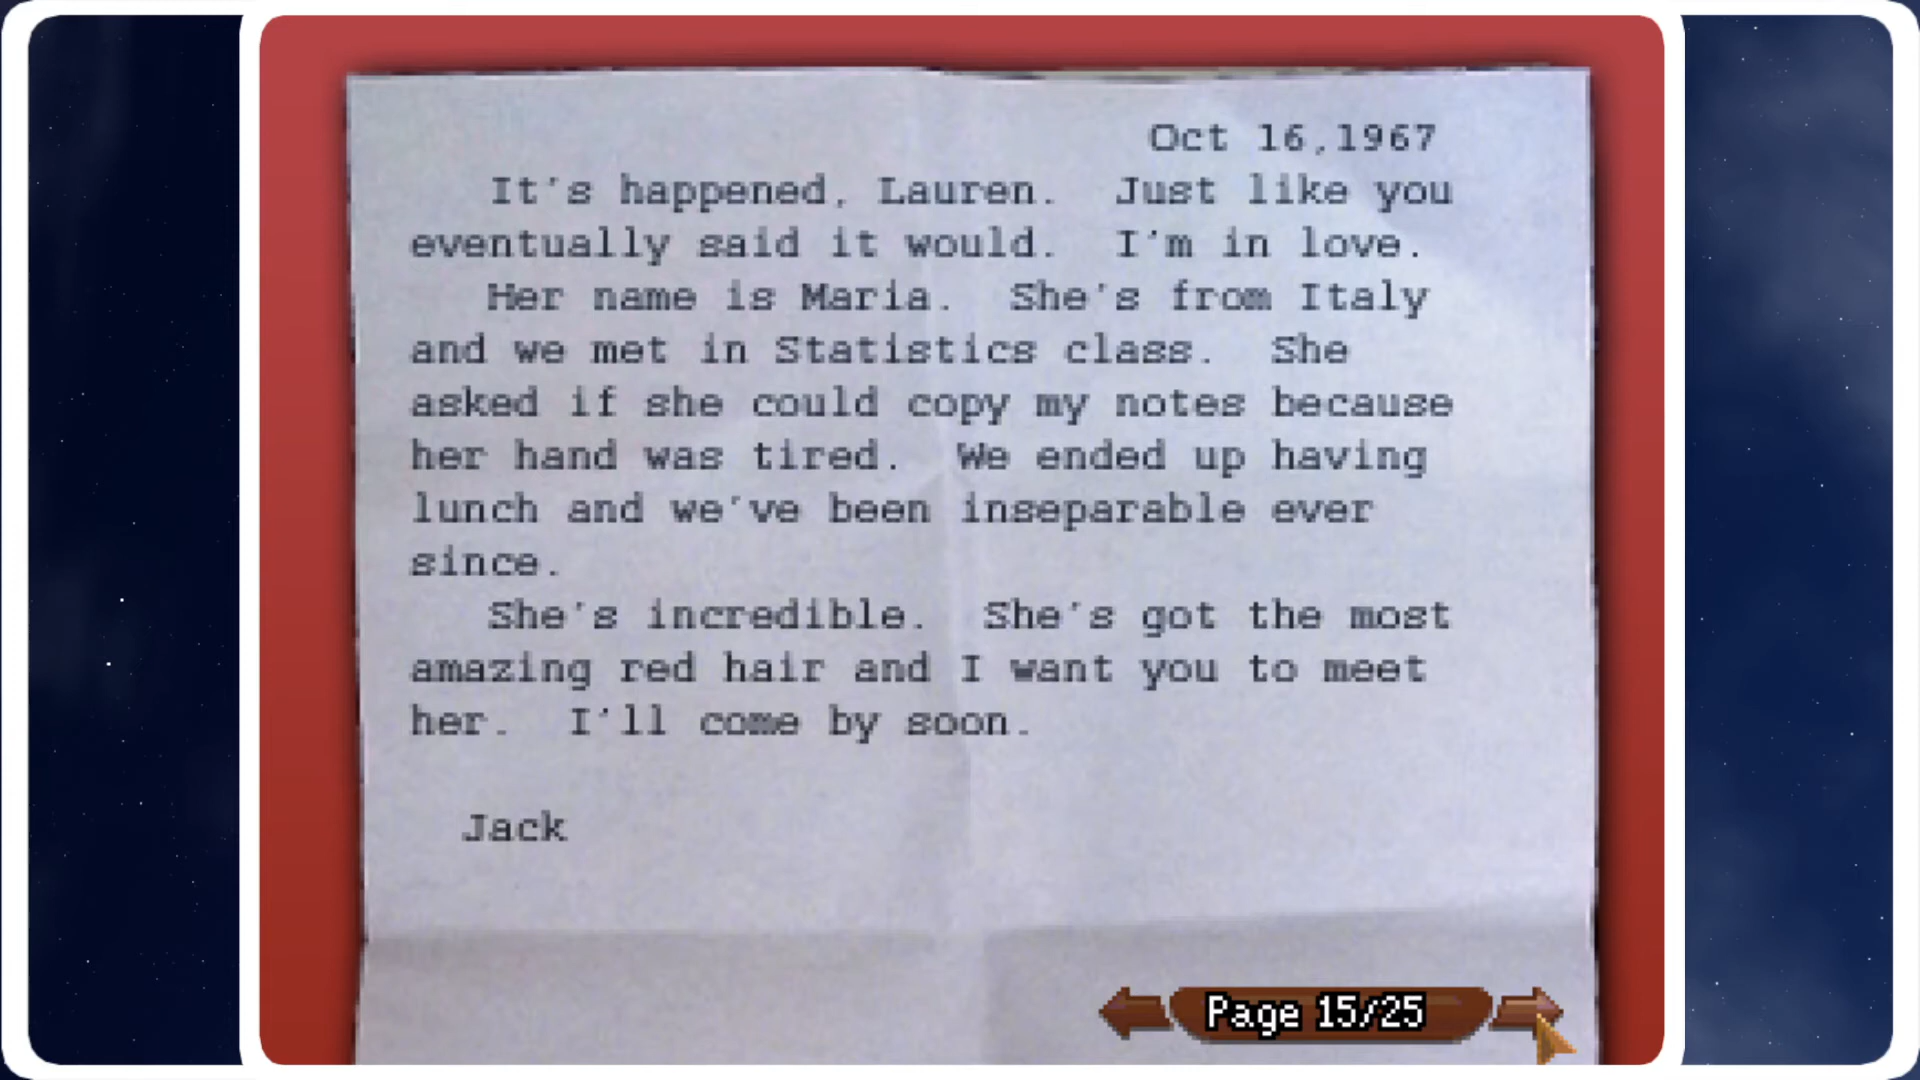 Oct 16,1967
It's happened, Lauren. Just like you
eventually said it would. I'm in love.
Her name is Maria. She's from Italy
and we met in Statistics class. She
asked if she could copy my notes because
her hand was tired. We ended up having
lunch and we've been inseparable ever
since.
She's incredible. She's got the most
amazing red hair and I want you to meet
her. I'll come by soon.
Jack
Page 15/25